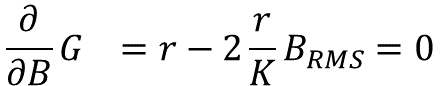 ∂/∂B G = r − 2 r/K B_RMS = 0